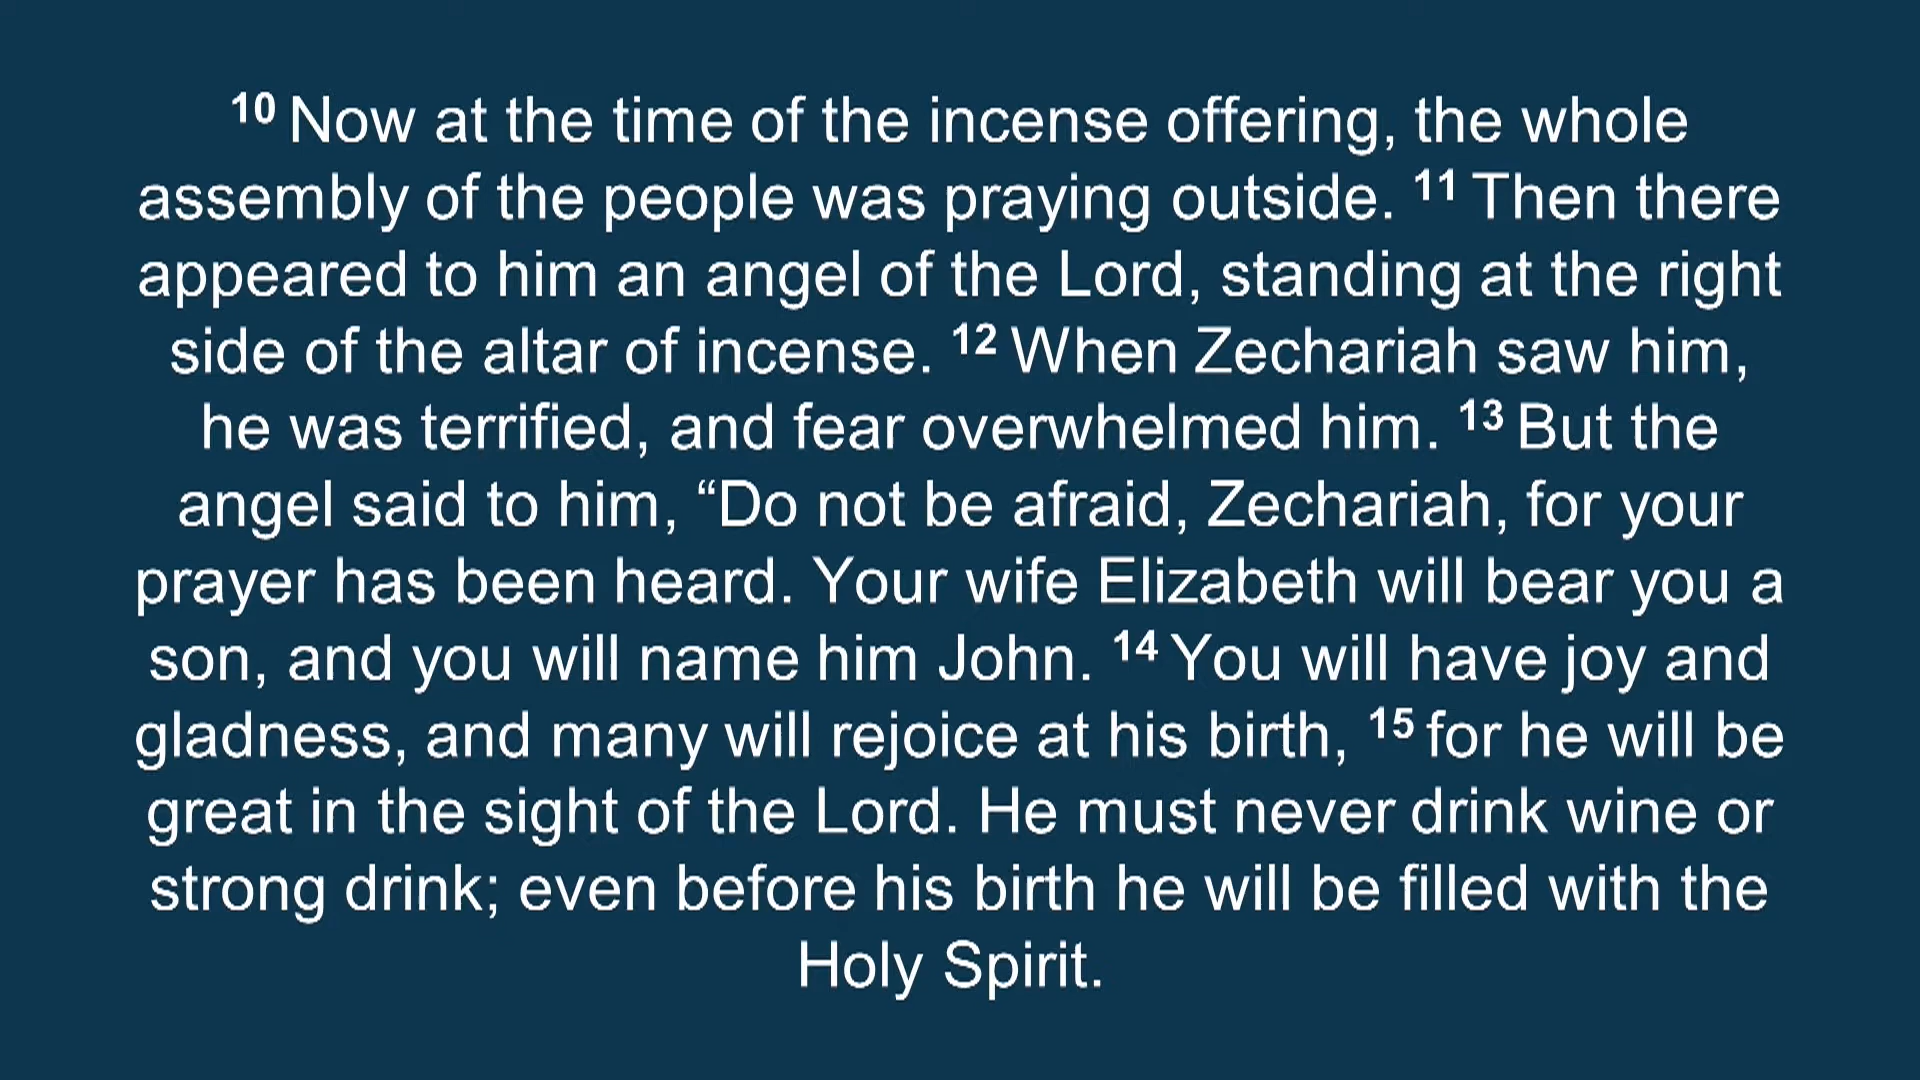 10 Now at the time of the incense offering, the whole
assembly of the people was praying outside. 11 Then there
appeared to him an angel of the Lord, standing at the right
side of the altar of incense. 12 When Zechariah saw him,
he was terrified, and fear overwhelmed him. 13 But the
angel said to him, “Do not be afraid, Zechariah, for your
prayer has been heard. Your wife Elizabeth will bear you a
son, and you will name him John. 14 You will have joy and
gladness, and many will rejoice at his birth, 15 for he will be
great in the sight of the Lord. He must never drink wine or
strong drink; even before his birth he will be filled with the
Holy Spirit.